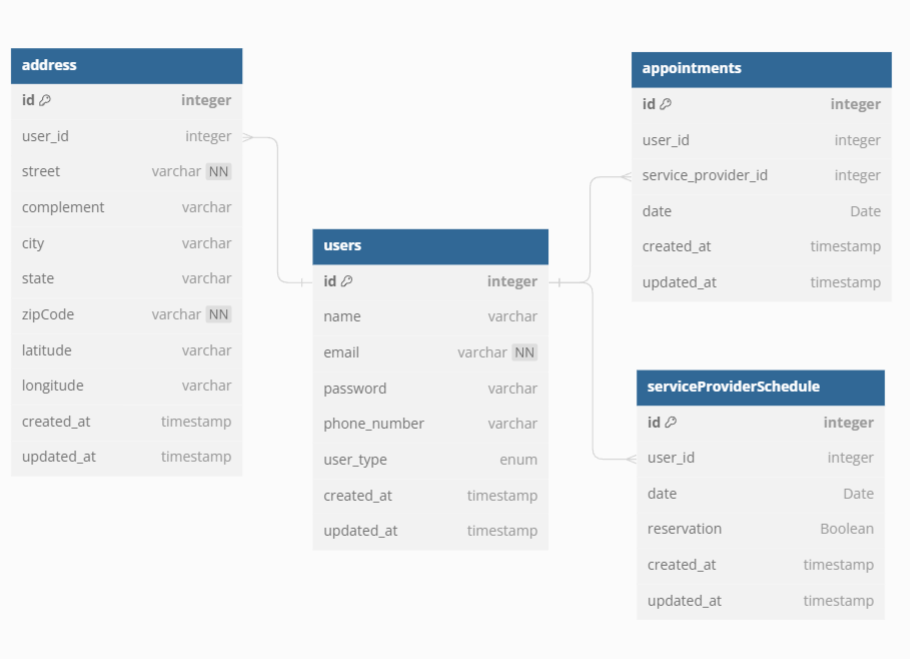 address
id integer
user_id integer
street varchar NN
complement varchar
city varchar
state varchar
zipCode varchar NN
latitude varchar
longitude varchar
created_at timestamp
updated_at timestamp
users
id integer
name varchar
email varchar NN
password varchar
phone_number varchar
user_type enum
created_at timestamp
updated_at timestamp
appointments
id integer
user_id integer
service_provider_id integer
date Date
created_at timestamp
updated_at timestamp
serviceProviderSchedule
id integer
user_id integer
date Date
reservation Boolean
created_at timestamp
updated_at timestamp